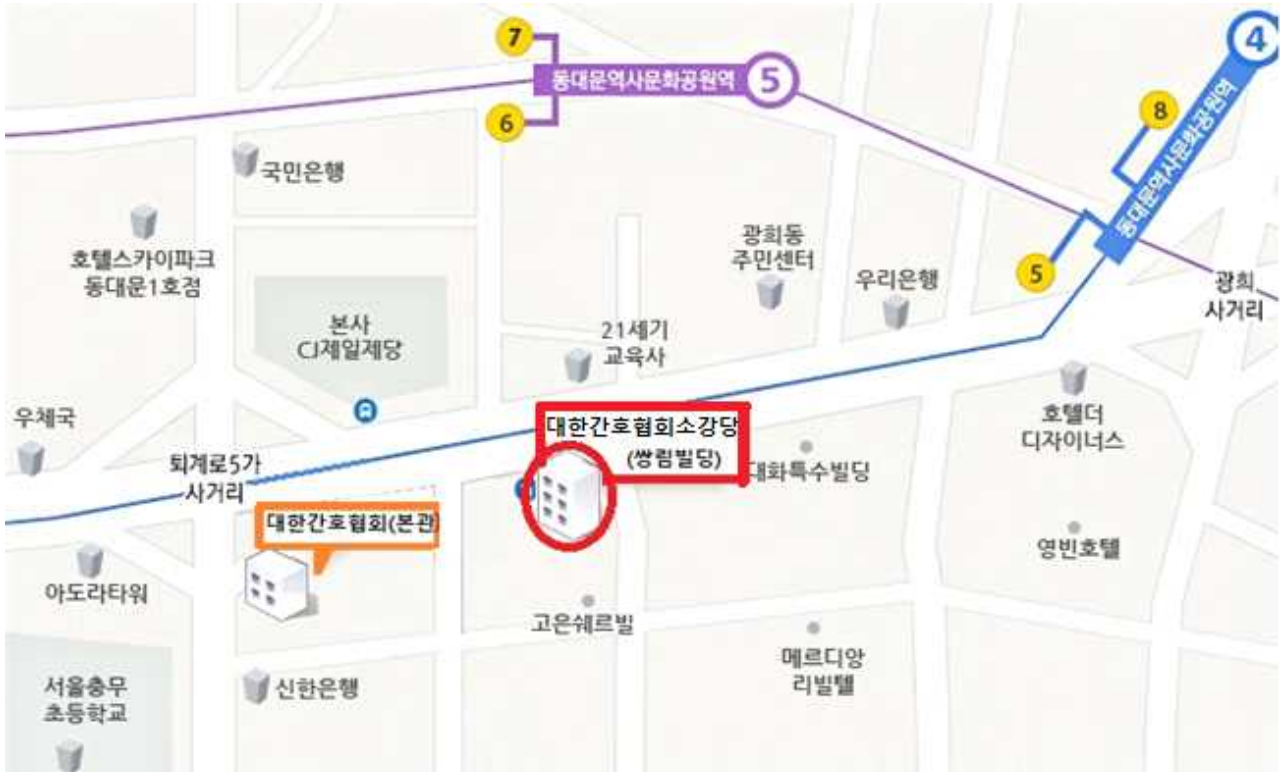 7
4
동대문역사문화공원역 5
6
8
동대문역사문화공원역
국민은행
호텔스카이파크
동대문1호점
광희동
주민센터
5
우리은행
광희
사거리
본사
CJ제일제당
21세기
교육사
우체국
대한간호협회소강당
(쌍림빌딩)
호텔더
디자이너스
퇴계로5가
사거리
대화특수빌딩
대한간호협회(본관)
영빈호텔
아도라타워
고은쉐르빌
메르디앙
리빌텔
서울충무
초등학교
신한은행